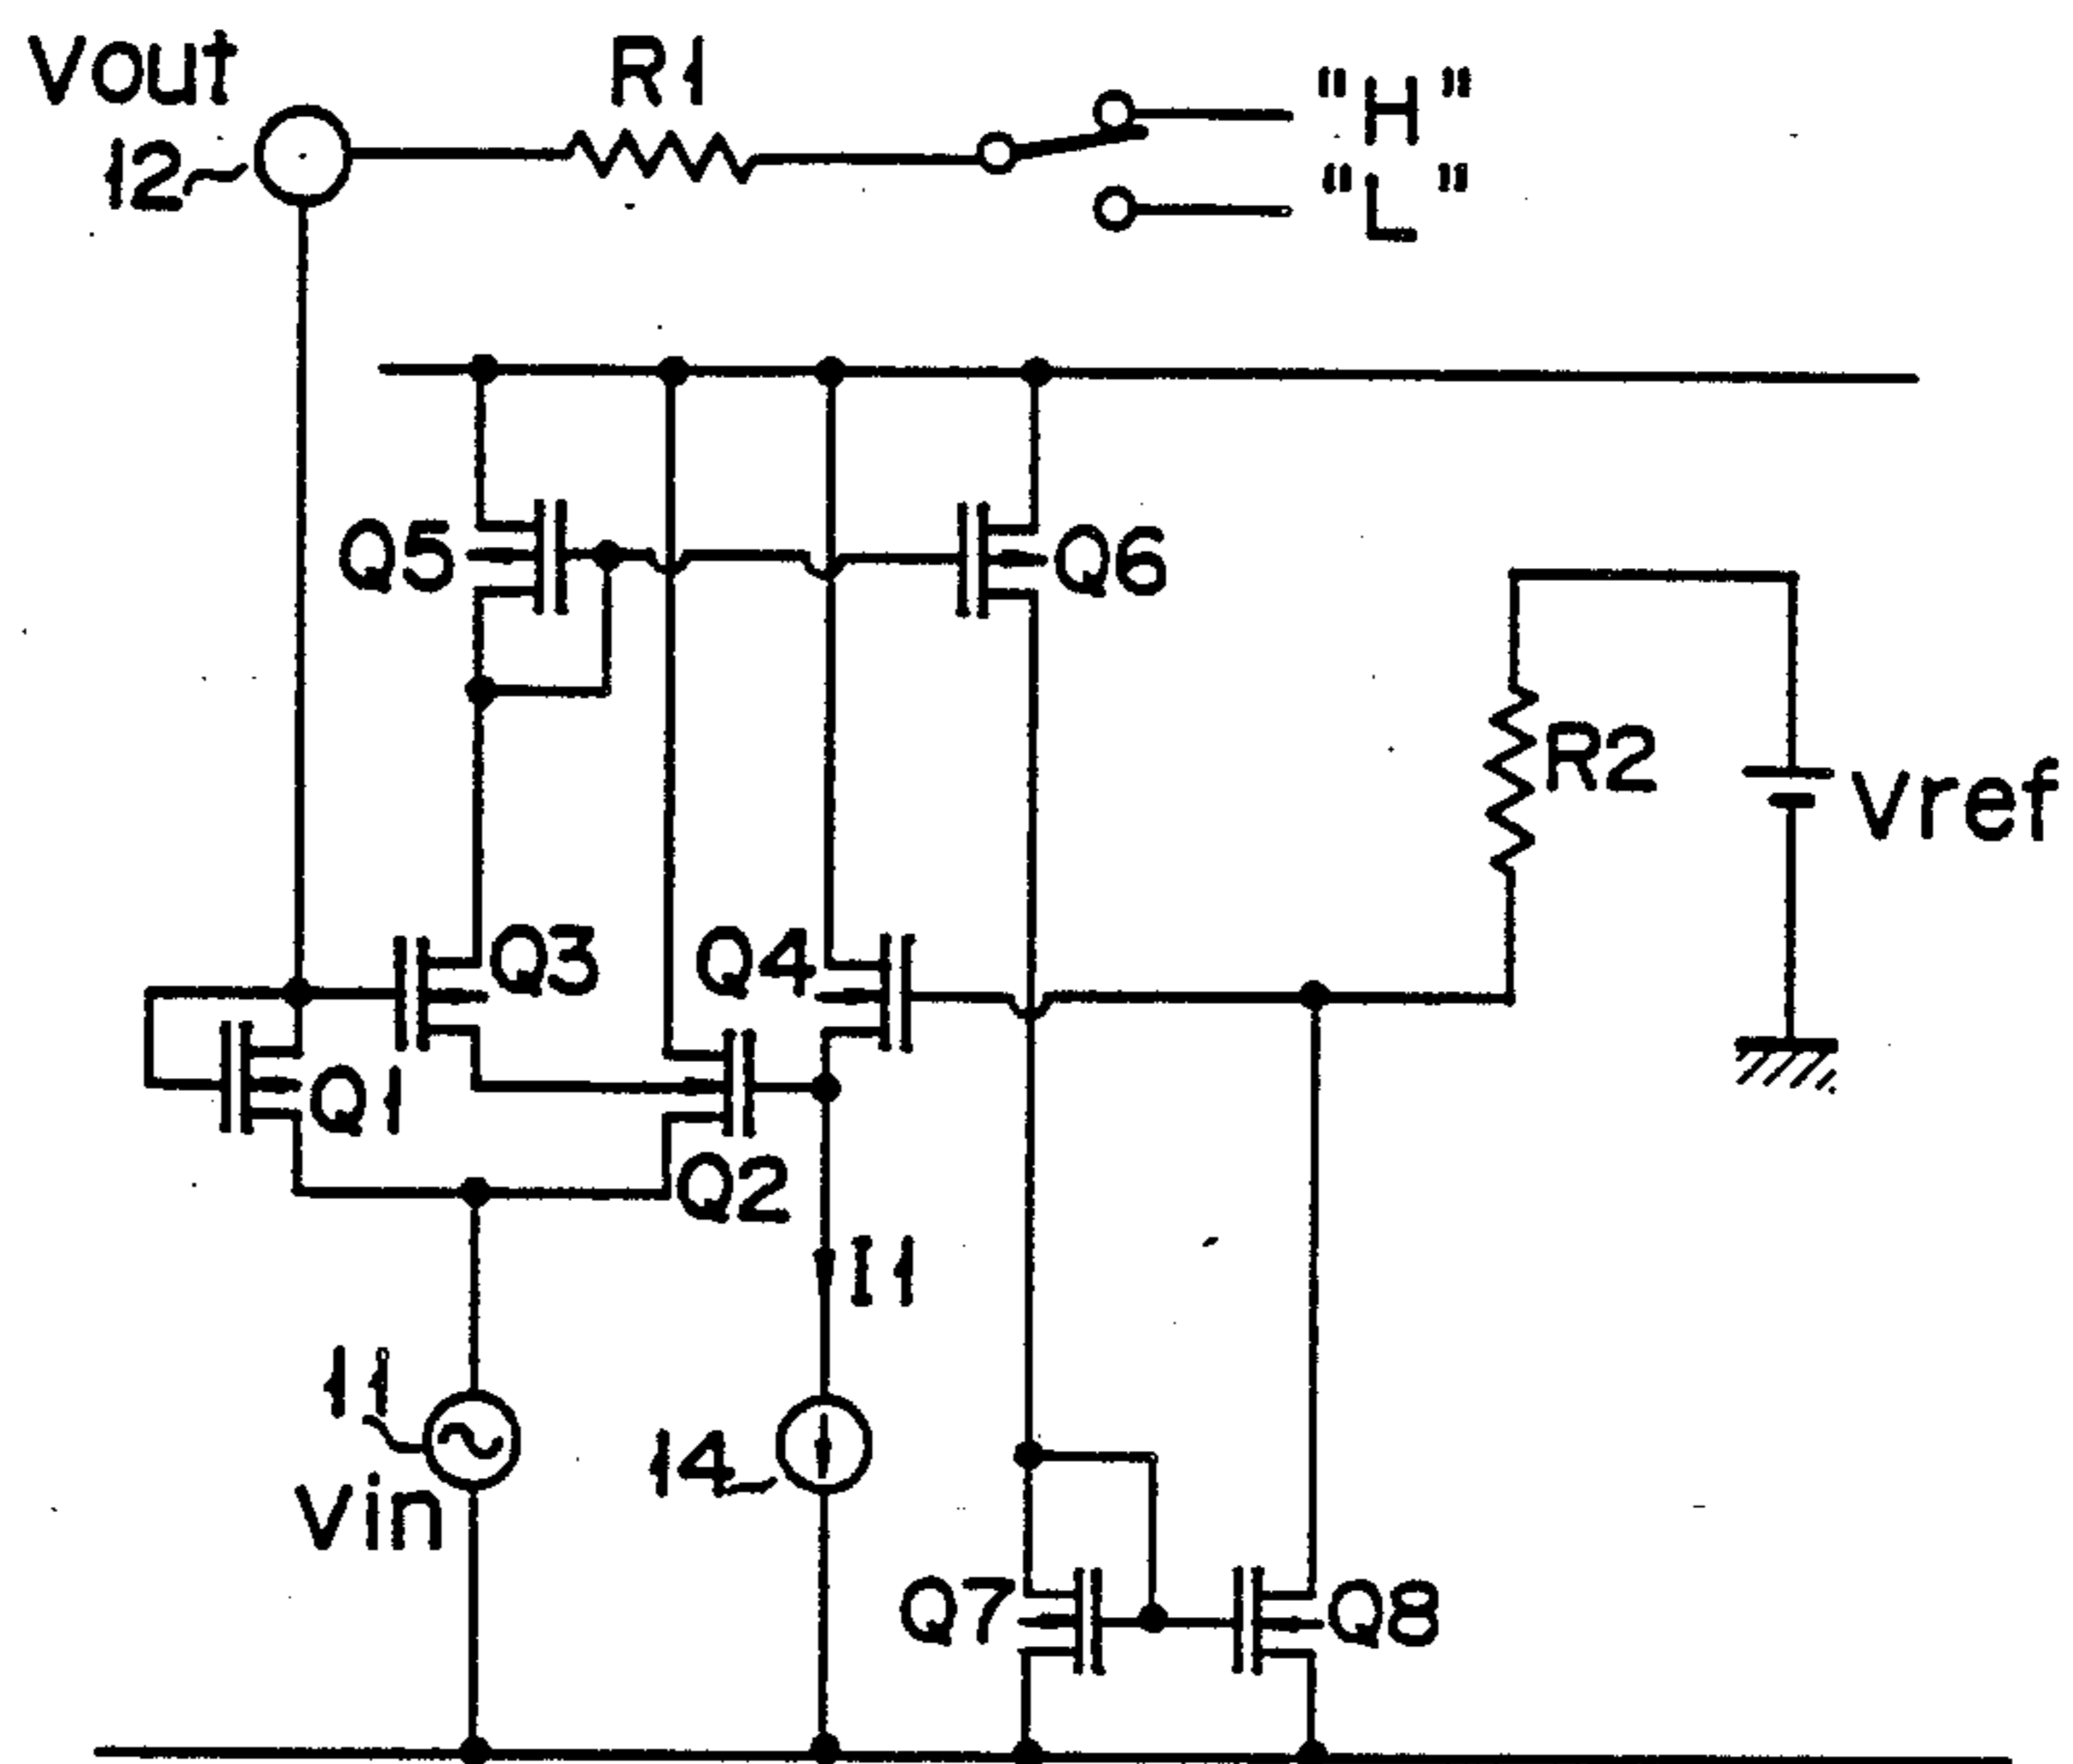 Vout
R1
"H"
12
"L"
Q5
Q6
R2
Vref
Q3
Q4
Q1
Q2
I1
11
14
Vin
Q7
Q8